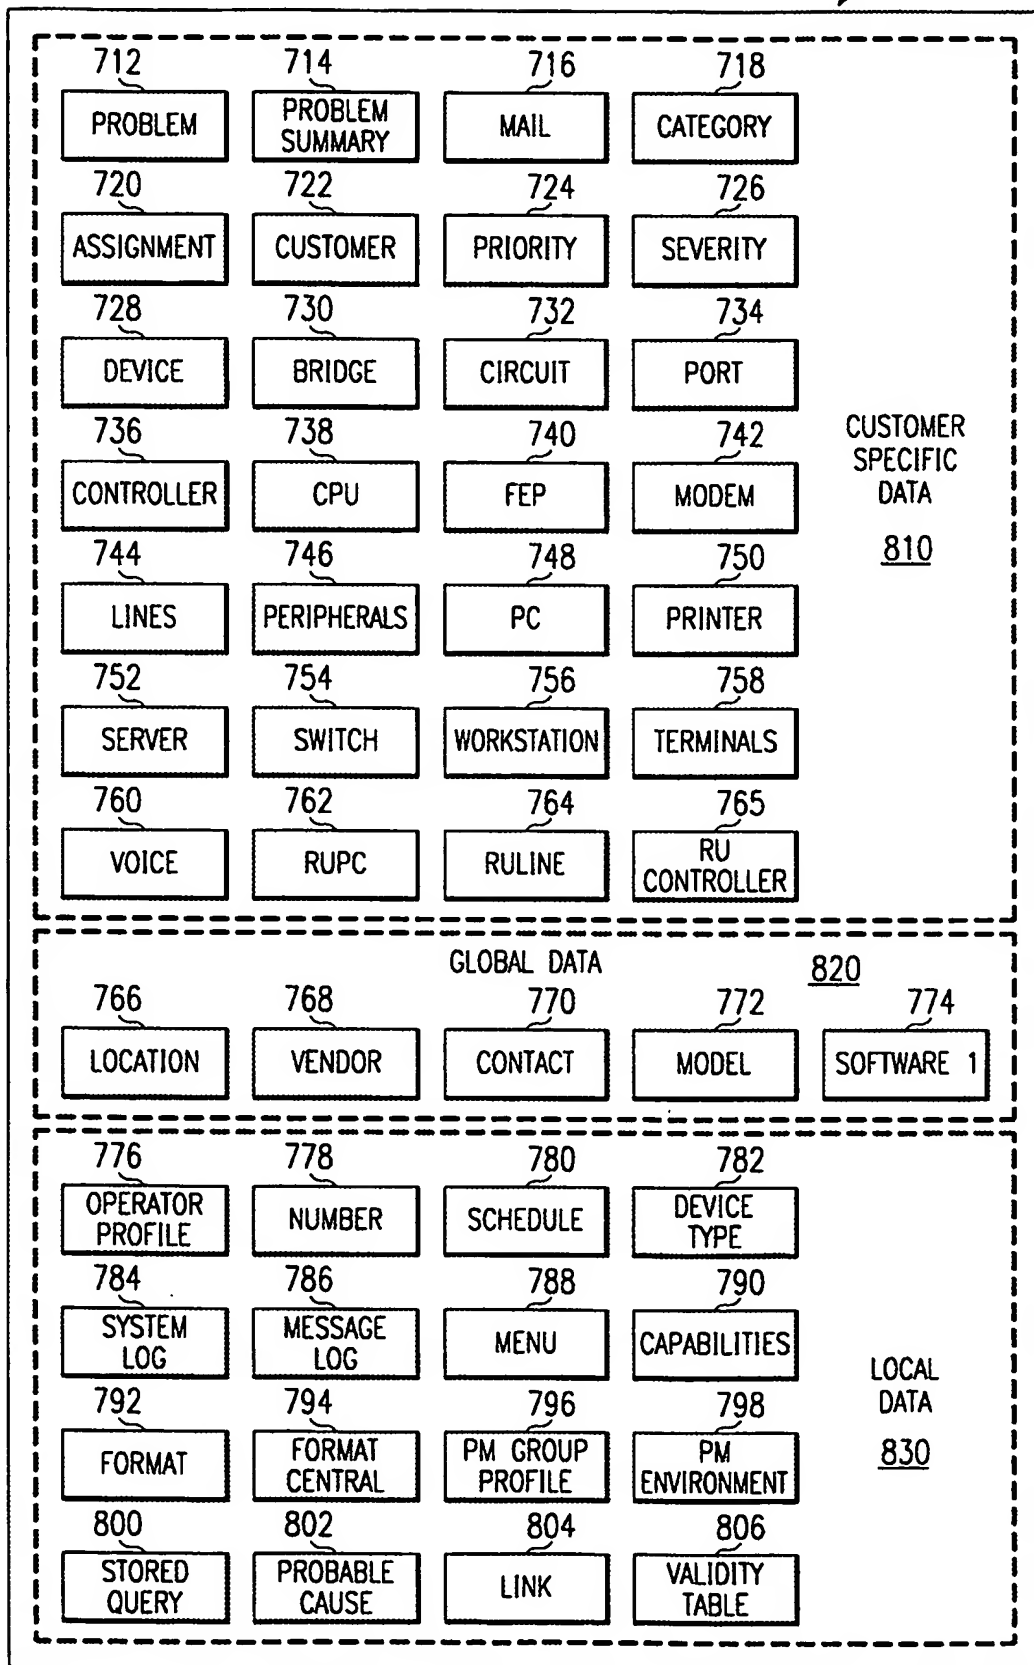 712 714 716 718
PROBLEM PROBLEM SUMMARY MAIL CATEGORY
720 722 724 726
ASSIGNMENT CUSTOMER PRIORITY SEVERITY
728 730 732 734
DEVICE BRIDGE CIRCUIT PORT
CUSTOMER
SPECIFIC
DATA
810
736 738 740 742
CONTROLLER CPU FEP MODEM
744 746 748 750
LINES PERIPHERALS PC PRINTER
752 754 756 758
SERVER SWITCH WORKSTATION TERMINALS
760 762 764 765
VOICE RUPC RULINE RU CONTROLLER
GLOBAL DATA 820
766 768 770 772 774
LOCATION VENDOR CONTACT MODEL SOFTWARE 1
776 778 780 782
OPERATOR PROFILE NUMBER SCHEDULE DEVICE TYPE
784 786 788 790
SYSTEM LOG MESSAGE LOG MENU CAPABILITIES
LOCAL
DATA
830
792 794 796 798
FORMAT FORMAT CENTRAL PM GROUP PROFILE PM ENVIRONMENT
800 802 804 806
STORED QUERY PROBABLE CAUSE LINK VALIDITY TABLE